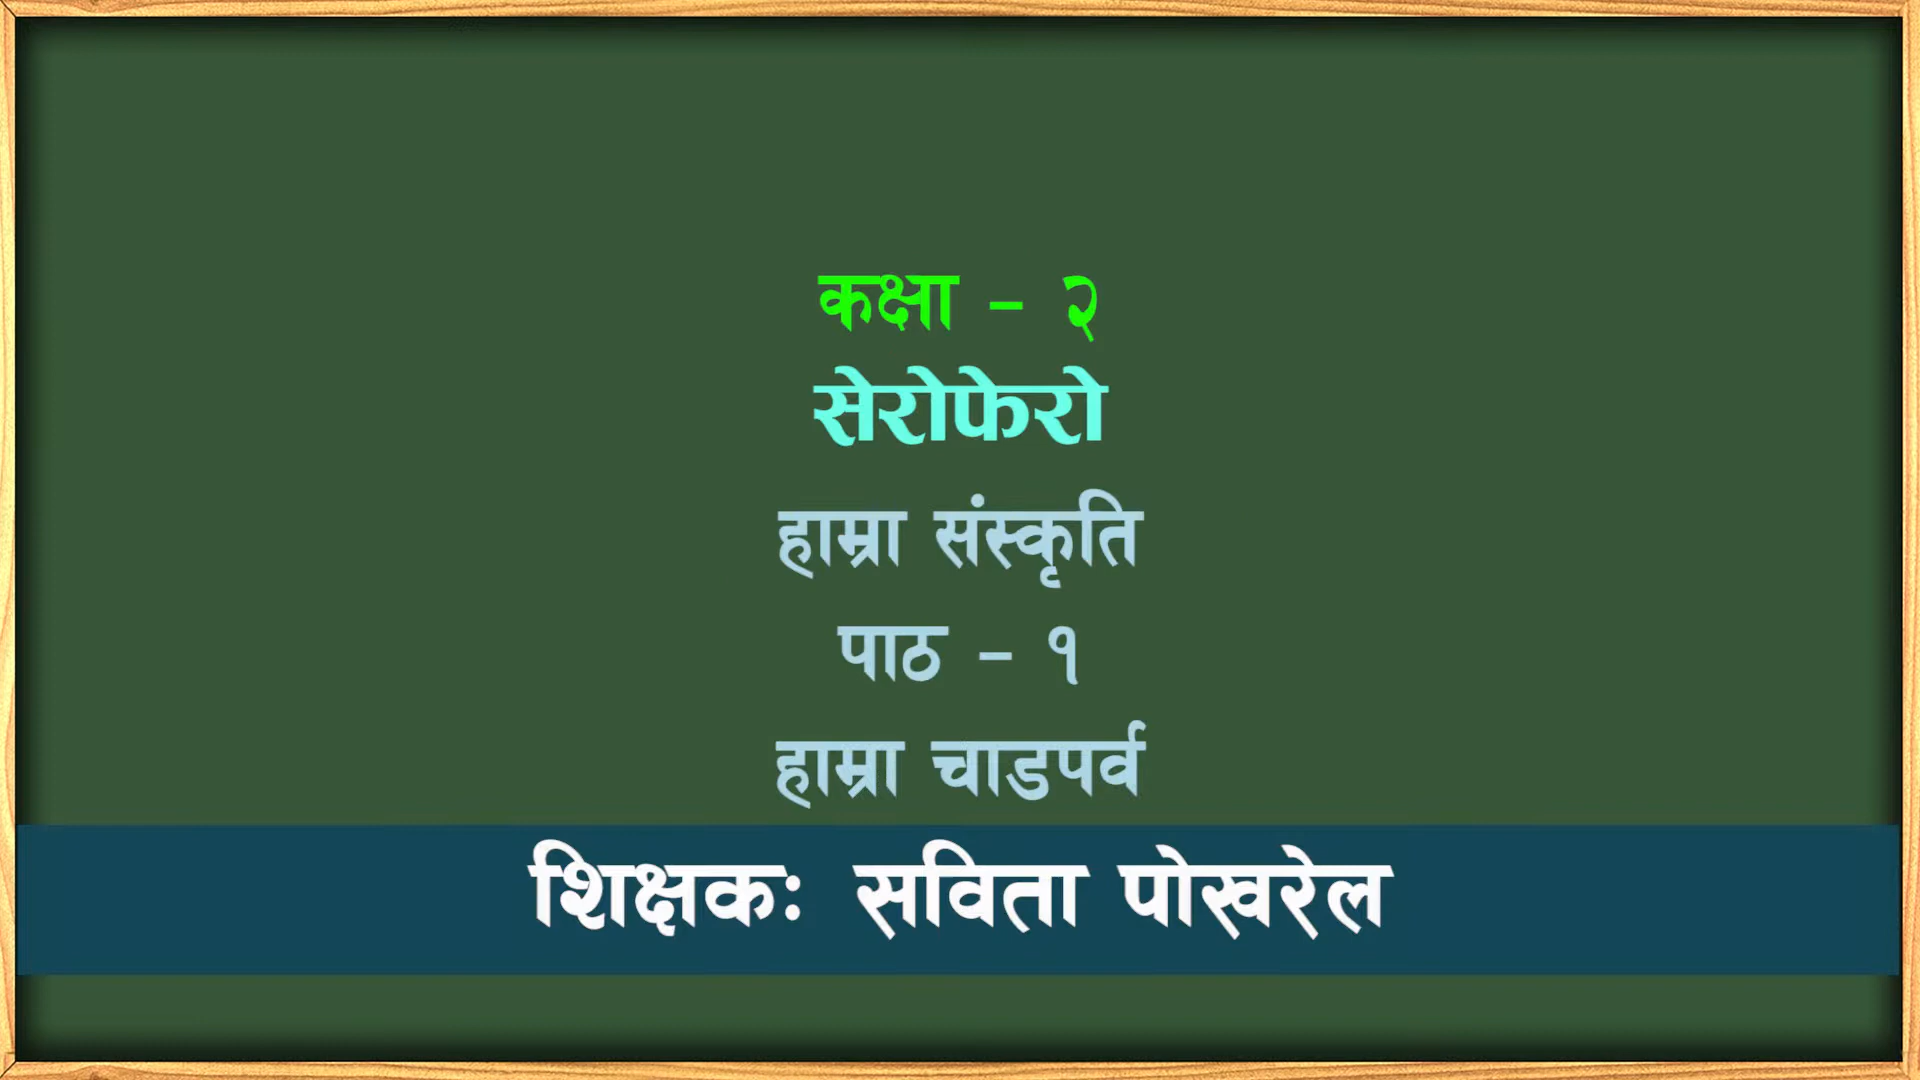 कक्षा – २
सेरोफेरो
हाम्रा संस्कृति
पाठ – १
हाम्रा चाडपर्व
शिक्षकः सविता पोखरेल